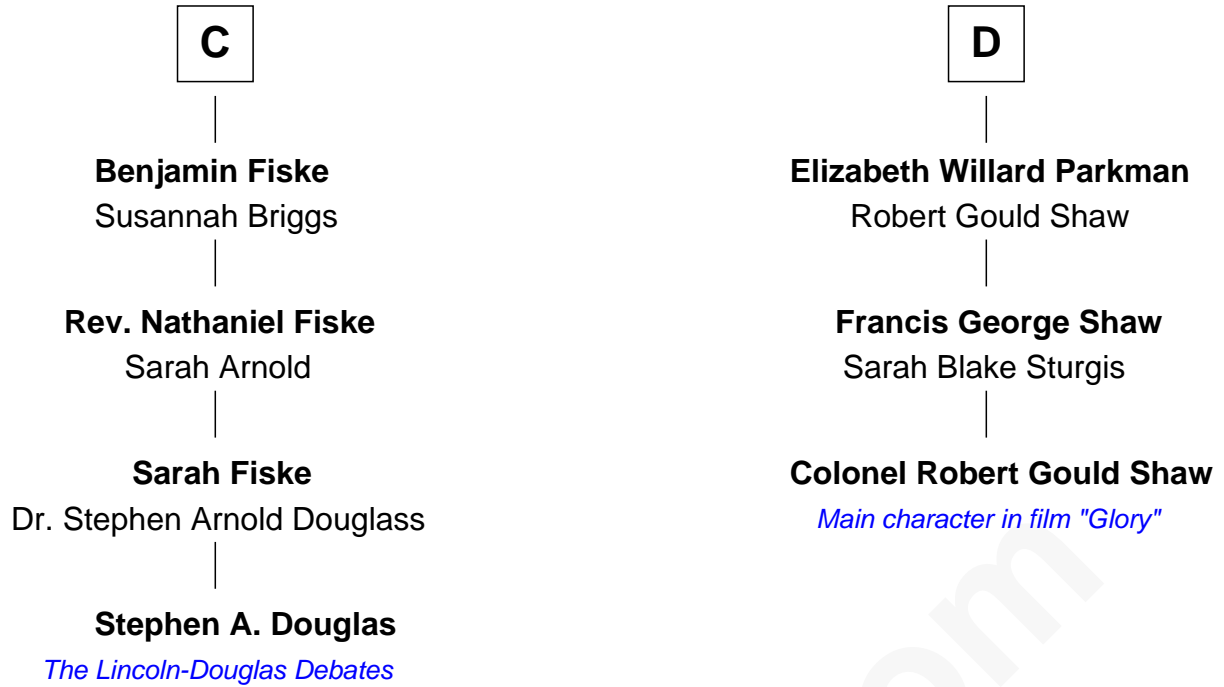 C
Benjamin Fiske
Susannah Briggs
Rev. Nathaniel Fiske
Sarah Arnold
Sarah Fiske
Dr. Stephen Arnold Douglass
Stephen A. Douglas
The Lincoln-Douglas Debates
D
Elizabeth Willard Parkman
Robert Gould Shaw
Francis George Shaw
Sarah Blake Sturgis
Colonel Robert Gould Shaw
Main character in film "Glory"
om